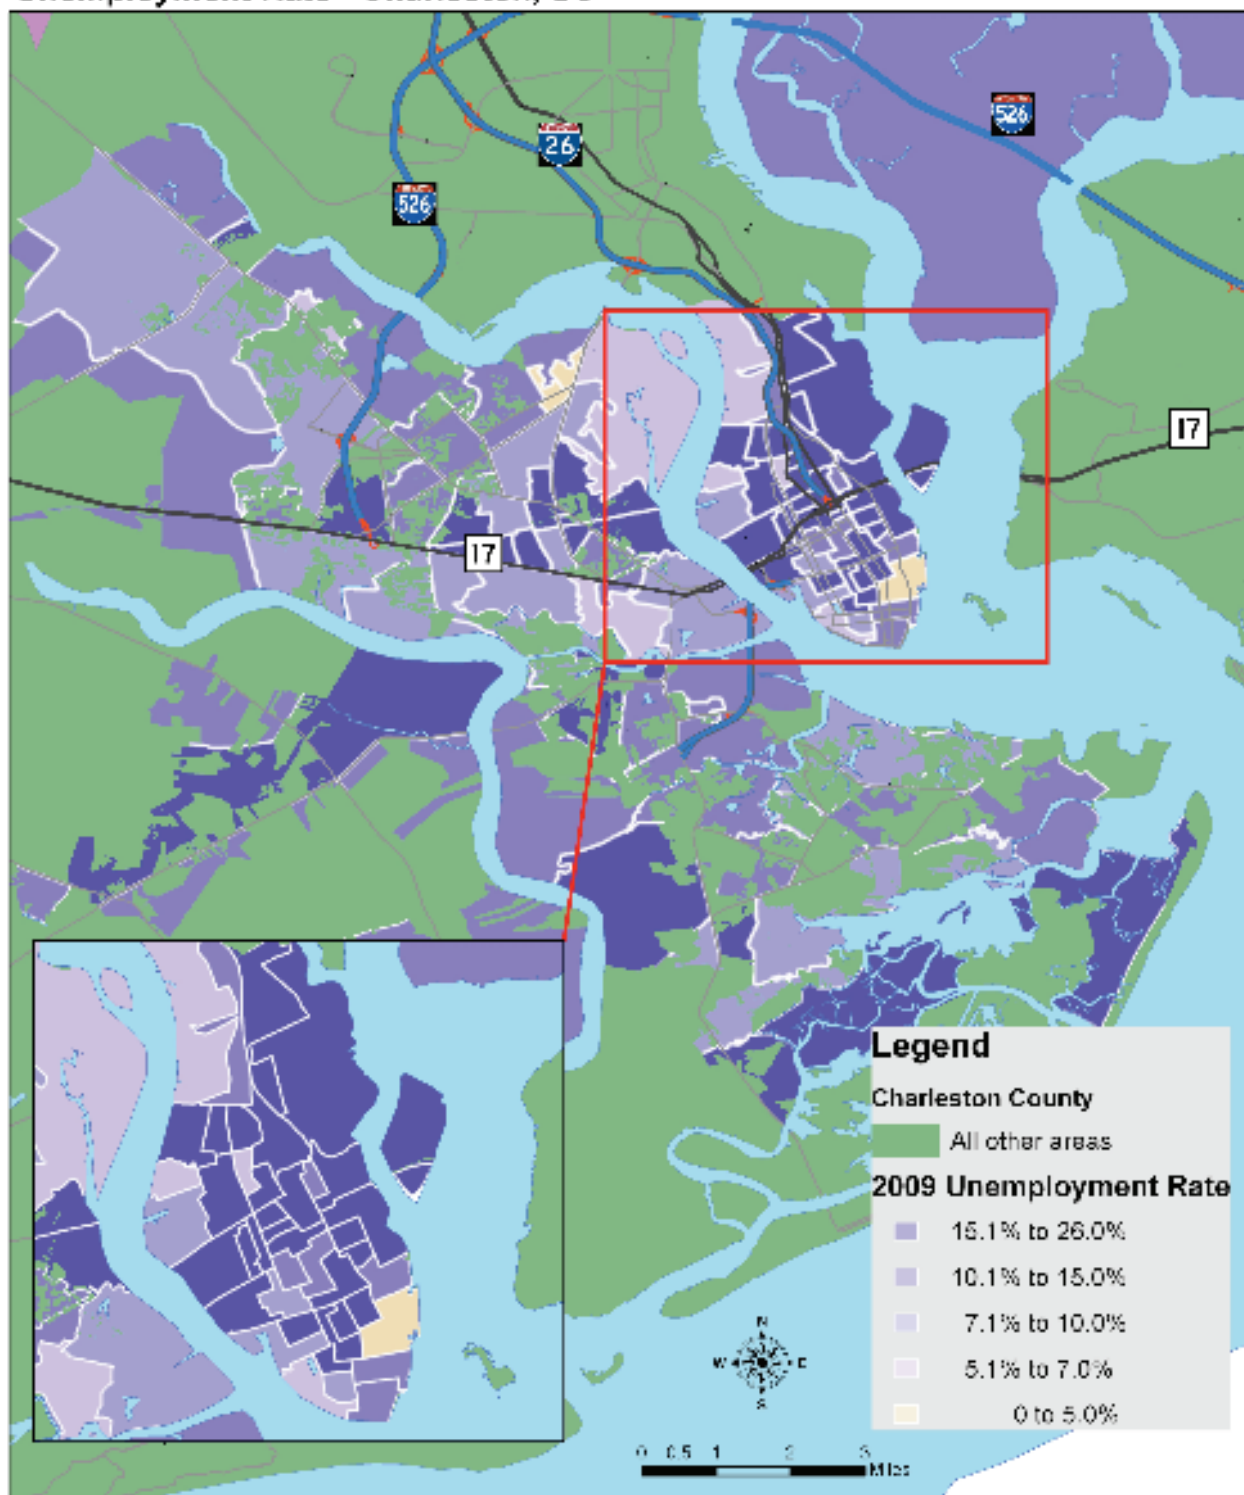 526
26
526
17
17
Legend
Charleston County
All other areas
2009 Unemployment Rate
15.1% to 26.0%
10.1% to 15.0%
7.1% to 10.0%
5.1% to 7.0%
0 to 5.0%
N
W E
S
0 0.5 1 2 3
Miles